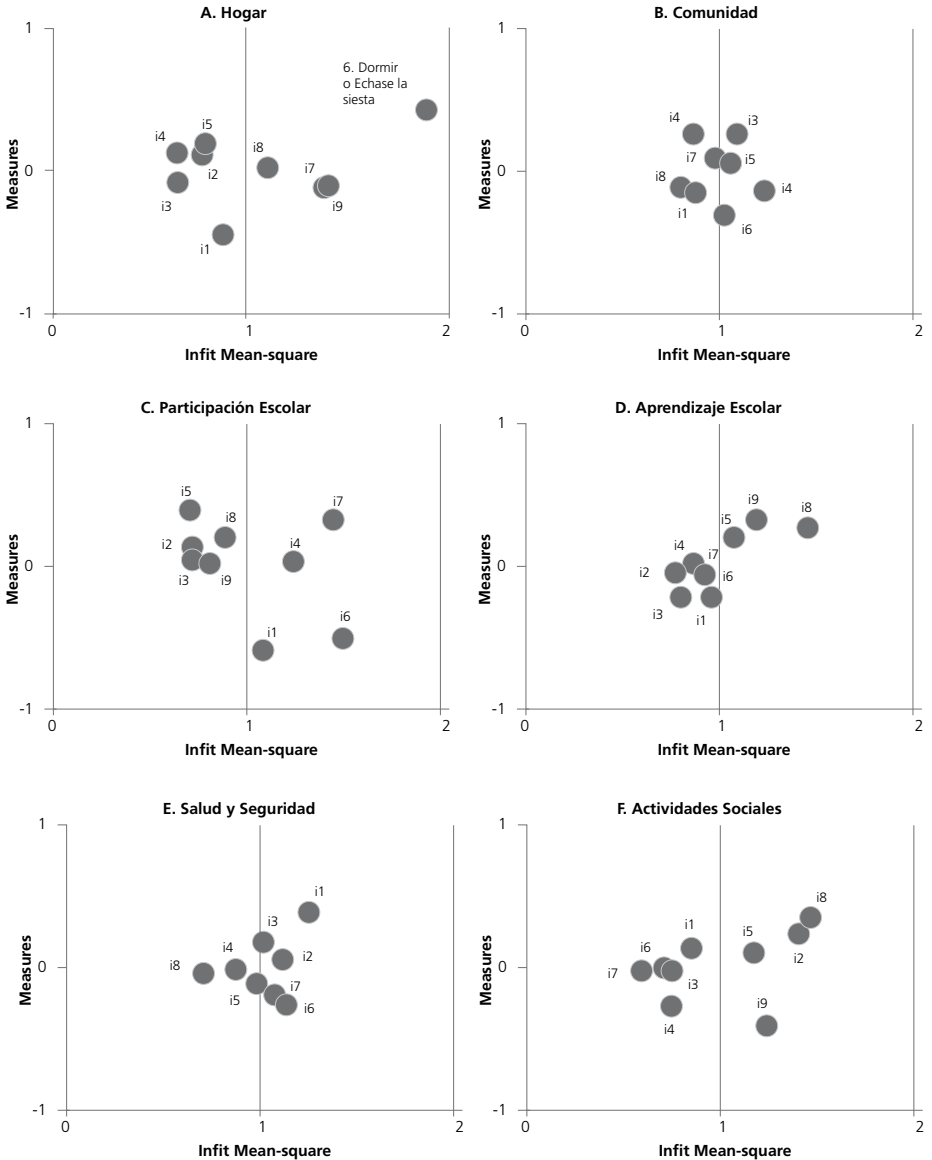 A. Hogar
1
0
-1
Measures
6. Dormir
o Echase la
siesta
i4
i5
i2
i3
i8
i7
i9
i1
0
1
2
Infit Mean-square
B. Comunidad
1
0
-1
Measures
i4
i3
i7
i5
i8
i4
i1
i6
0
1
2
Infit Mean-square
C. Participación Escolar
1
0
-1
Measures
i5
i7
i8
i2
i4
i3
i9
i1
i6
0
1
2
Infit Mean-square
D. Aprendizaje Escolar
1
0
-1
Measures
i9
i8
i5
i4
i7
i2
i6
i3
i1
0
1
2
Infit Mean-square
E. Salud y Seguridad
1
0
-1
Measures
i1
i3
i4
i2
i8
i5
i7
i6
0
1
2
Infit Mean-square
F. Actividades Sociales
1
0
-1
Measures
i8
i1
i5
i6
i2
i7
i3
i9
i4
0
1
2
Infit Mean-square